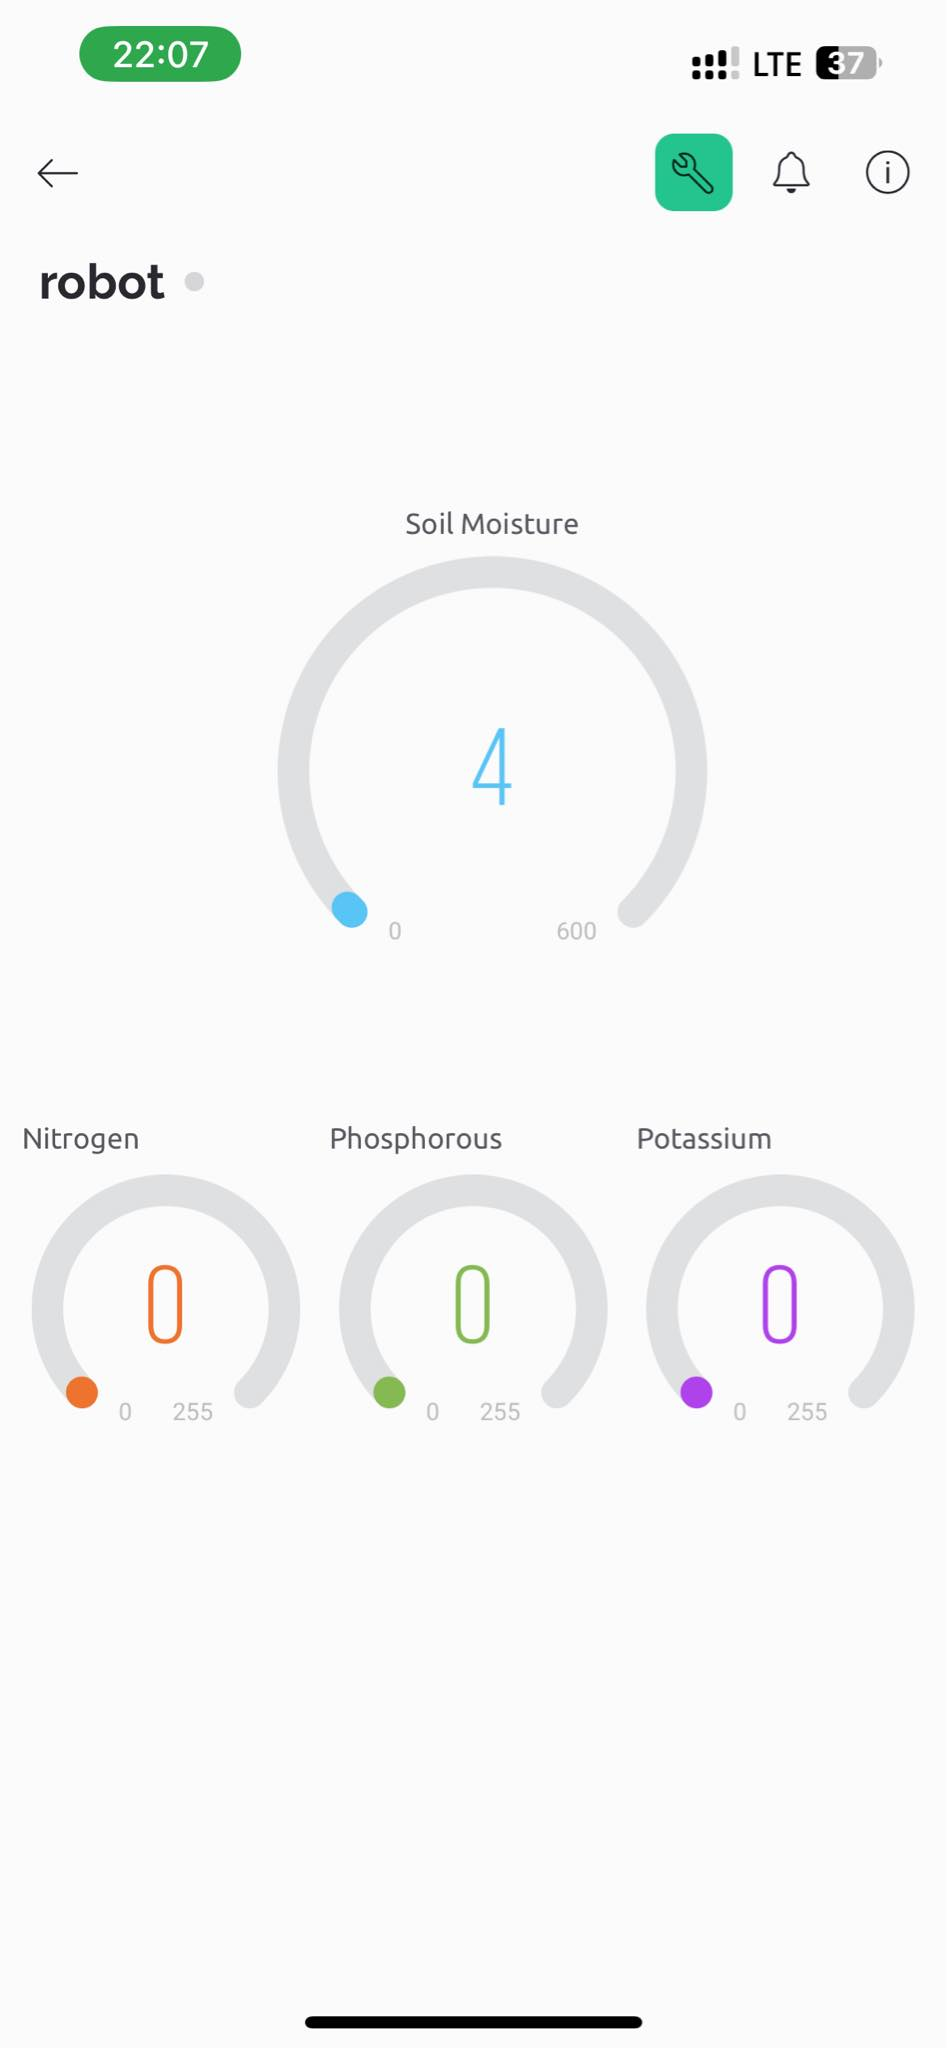 22:07 LTE 37
robot
Soil Moisture
4
0 600
Nitrogen Phosphorous Potassium
0 0 0
0 255 0 255 0 255